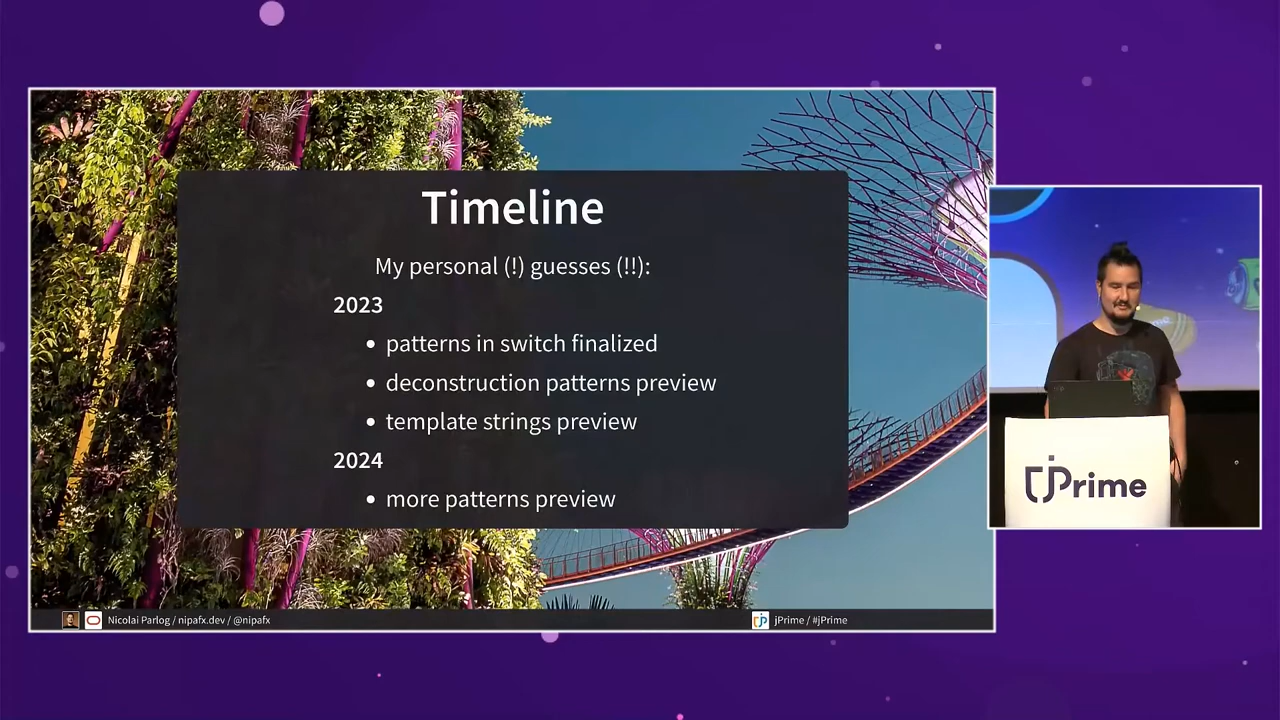 Timeline
My personal (!) guesses (!!):
2023
• patterns in switch finalized
• deconstruction patterns preview
• template strings preview
2024
• more patterns preview
Nicolai Parlog / nipafx.dev / @nipafx
jPrime / #jPrime
jPrime